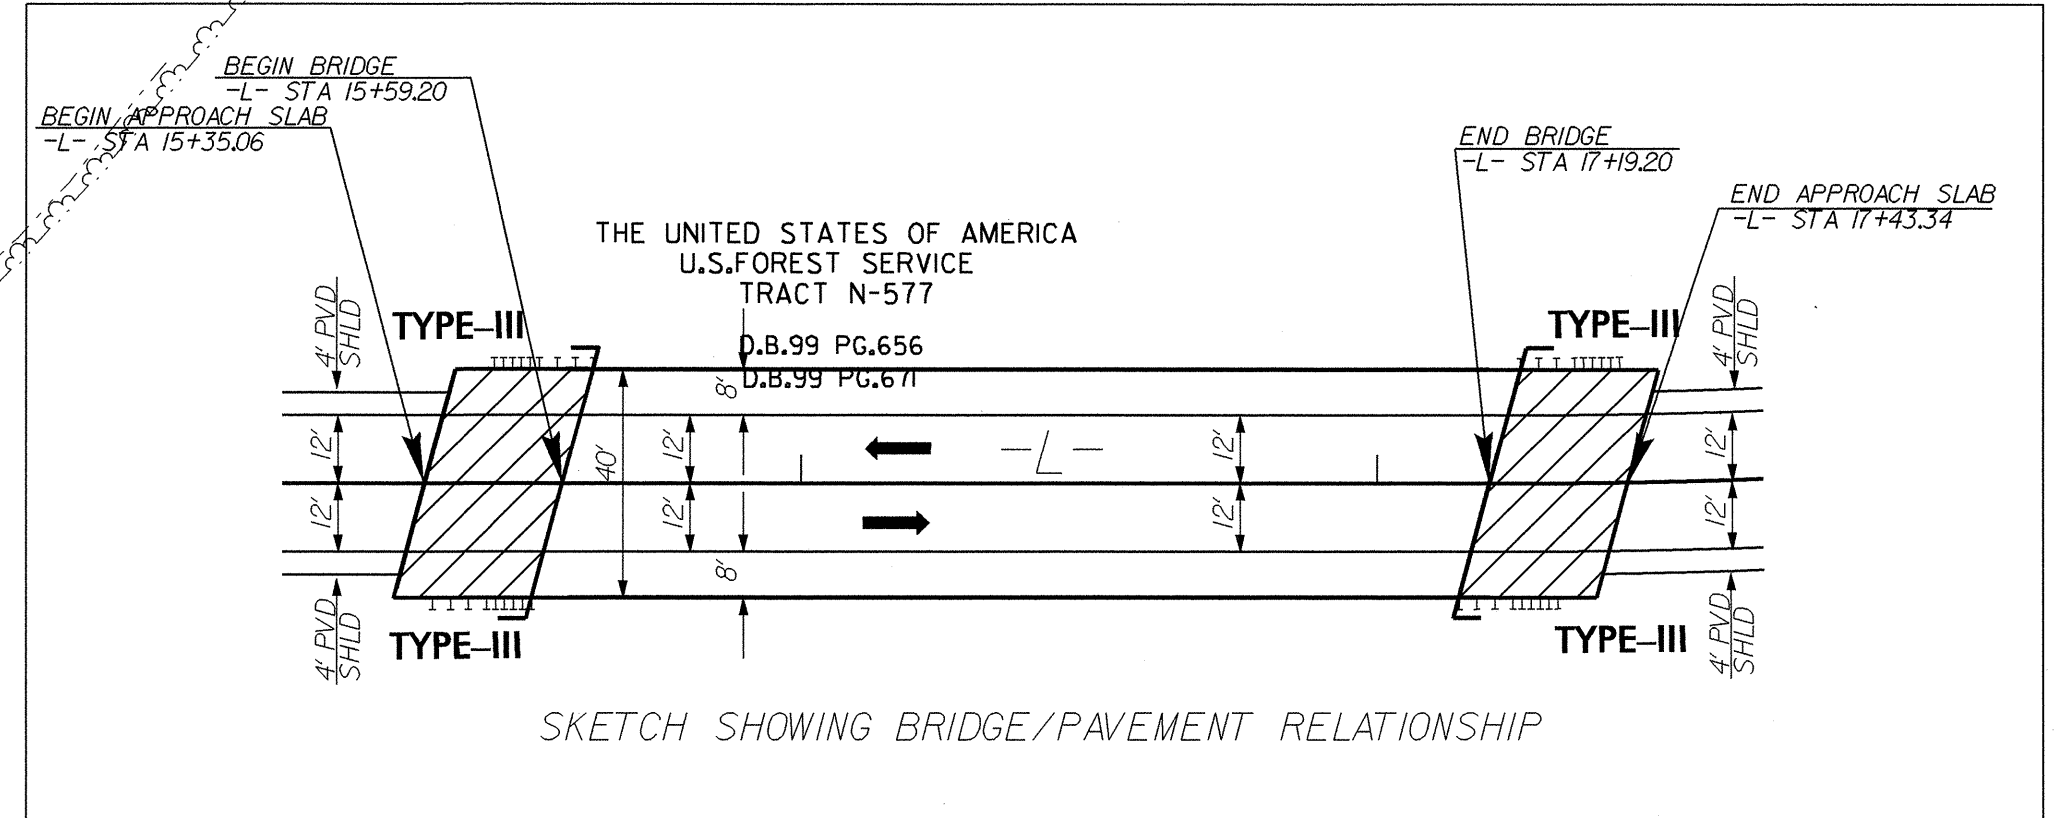 BEGIN BRIDGE
-L- STA 15+59.20
BEGIN APPROACH SLAB
-L- STA 15+35.06
END BRIDGE
-L- STA 17+19.20
END APPROACH SLAB
-L- STA 17+43.34
THE UNITED STATES OF AMERICA
U.S.FOREST SERVICE
TRACT N-577
D.B.99 PG.656
D.B.99 PG.671
4' PVD
SHLD
TYPE-III
TYPE-III
4' PVD
SHLD
8'
12'
12'
-L-
12'
12'
40'
12'
12'
12'
12'
8'
4' PVD
SHLD
TYPE-III
TYPE-III
4' PVD
SHLD
SKETCH SHOWING BRIDGE/PAVEMENT RELATIONSHIP